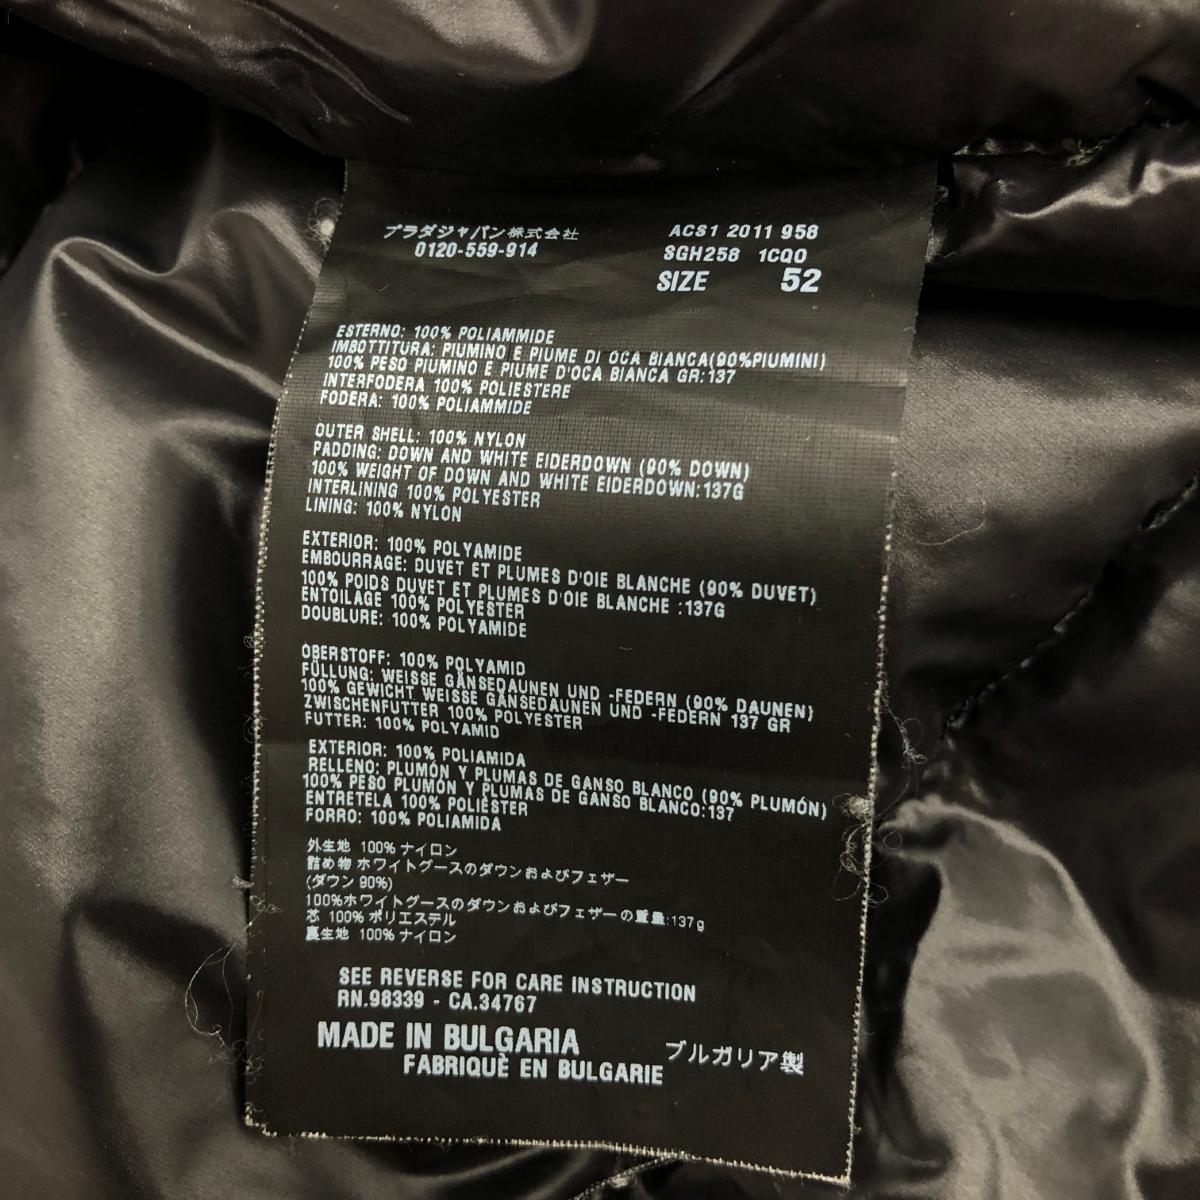 プラダジャパン株式会社
0120-559-914
ACS1 2011 958
SGH258 1CQO
SIZE 52
ESTERNO: 100% POLIAMMIDE
IMBOTTITURA: PIUMINO E PIUME DI OCA BIANCA(90%PIUMINI)
100% PESO PIUMINO E PIUME D'OCA BIANCA GR:137
INTERFODERA 100% POLIESTERE
FODERA: 100% POLIAMMIDE
OUTER SHELL: 100% NYLON
PADDING: DOWN AND WHITE EIDERDOWN (90% DOWN)
100% WEIGHT OF DOWN AND WHITE EIDERDOWN:137G
INTERLINING 100% POLYESTER
LINING: 100% NYLON
EXTERIOR: 100% POLYAMIDE
EMBOURRAGE: DUVET ET PLUMES D'OIE BLANCHE (90% DUVET)
100% POIDS DUVET ET PLUMES D'OIE BLANCHE :137G
ENTOILAGE 100% POLYESTER
DOUBLURE: 100% POLYAMIDE
OBERSTOFF: 100% POLYAMID
FÜLLUNG: WEISSE GÄNSEDAUNEN UND -FEDERN (90% DAUNEN)
100% GEWICHT WEISSE GÄNSEDAUNEN UND -FEDERN 137 GR
ZWISCHENFUTTER 100% POLYESTER
FUTTER: 100% POLYAMID
EXTERIOR: 100% POLIAMIDA
RELLENO: PLUMÓN Y PLUMAS DE GANSO BLANCO (90% PLUMÓN)
100% PESO PLUMÓN Y PLUMAS DE GANSO BLANCO:137
ENTRETELA 100% POLIÉSTER
FORRO: 100% POLIAMIDA
外生地 100% ナイロン
詰め物 ホワイトグースのダウンおよびフェザー
(ダウン 90%)
100%ホワイトグースのダウンおよびフェザーの重量:137g
芯 100% ポリエステル
裏生地 100% ナイロン
SEE REVERSE FOR CARE INSTRUCTION
RN.98339 - CA.34767
MADE IN BULGARIA ブルガリア製
FABRIQUÈ EN BULGARIE